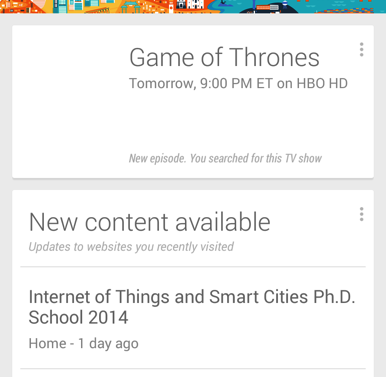 Game of Thrones
Tomorrow, 9:00 PM ET on HBO HD
New episode. You searched for this TV show
New content available
Updates to websites you recently visited
Internet of Things and Smart Cities Ph.D.
School 2014
Home - 1 day ago